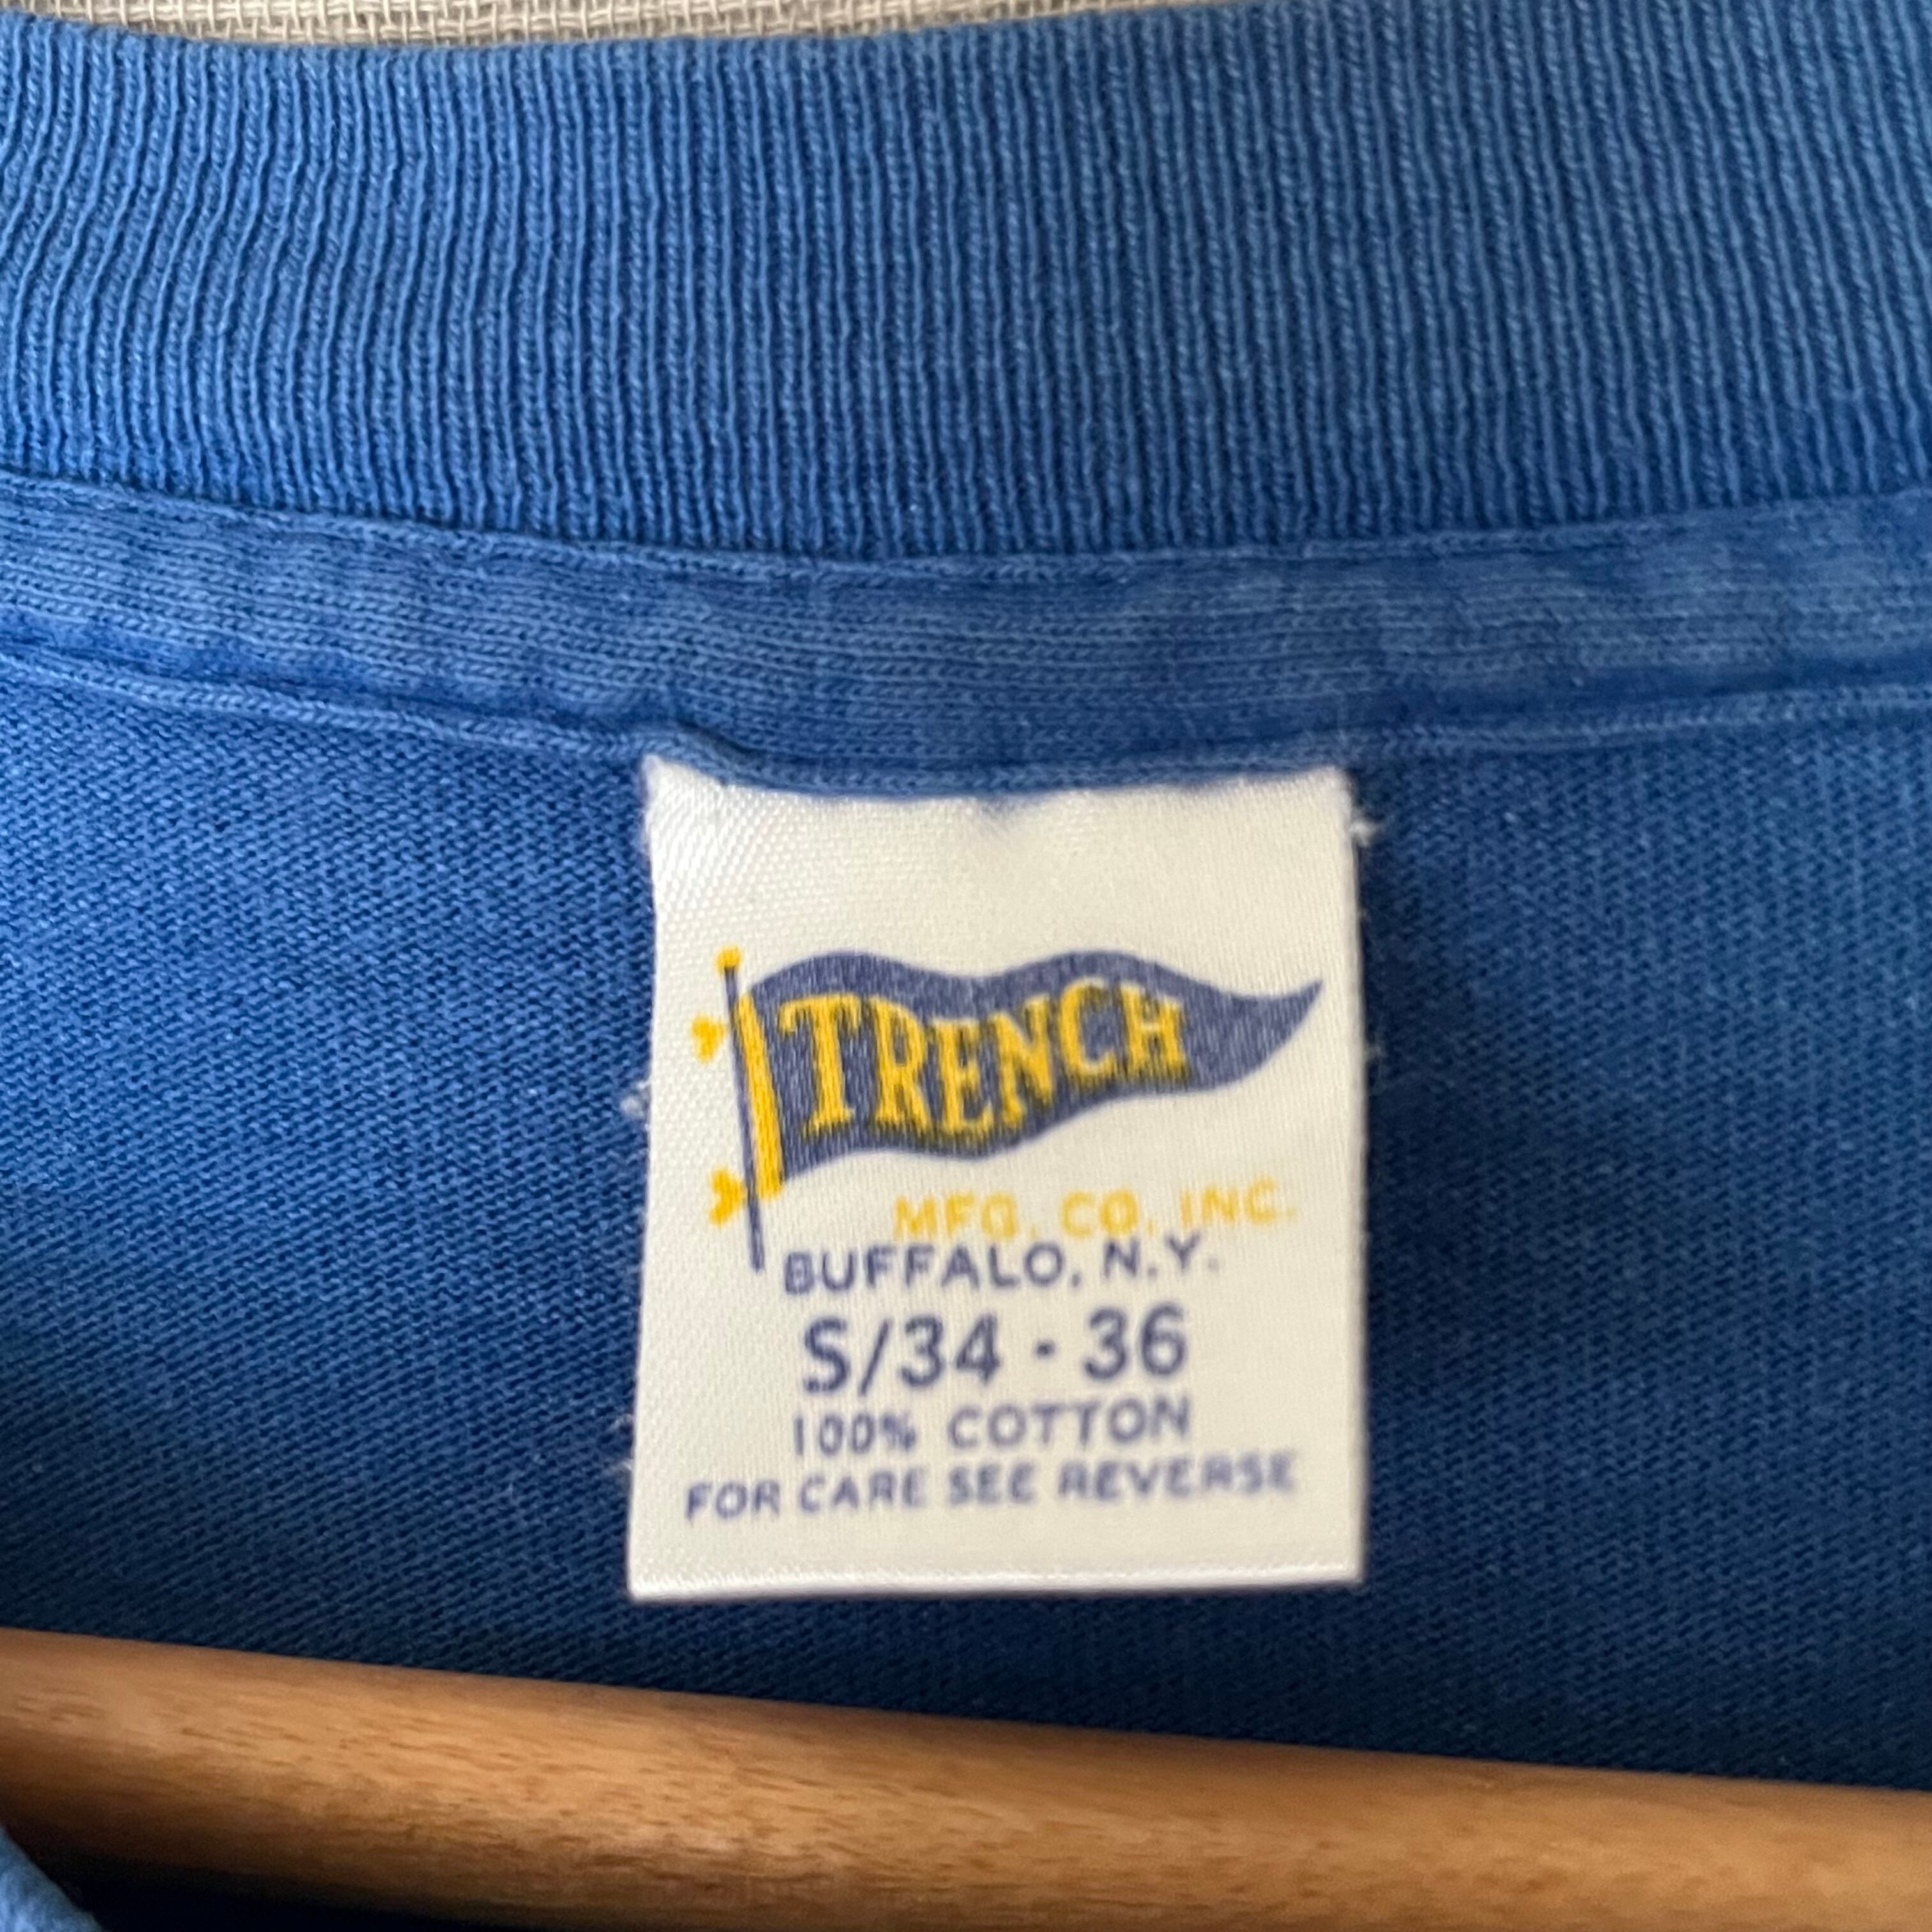 TRENCH
MFG. CO. INC.
BUFFALO, N.Y.
S/34 - 36
100% COTTON
FOR CARE SEE REVERSE